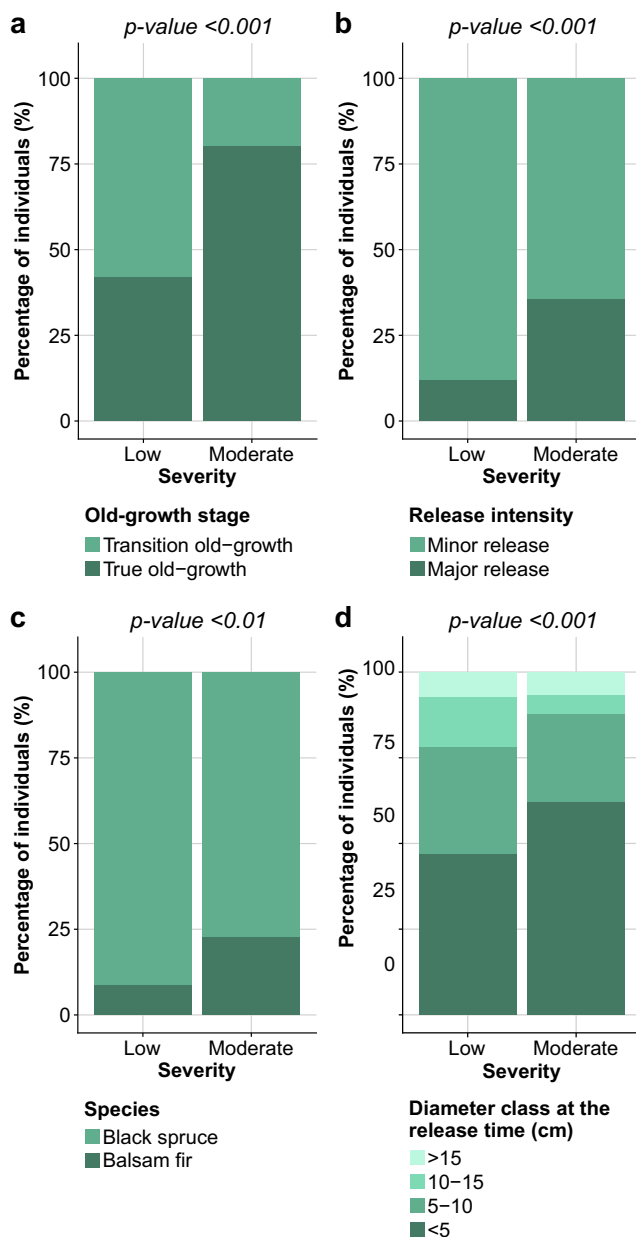 a
p-value <0.001
Percentage of individuals (%)
100
75
50
25
0
Low
Moderate
Severity
Old-growth stage
Transition old−growth
True old−growth
b
p-value <0.001
Percentage of individuals (%)
100
75
50
25
0
Low
Moderate
Severity
Release intensity
Minor release
Major release
c
p-value <0.01
Percentage of individuals (%)
100
75
50
25
0
Low
Moderate
Severity
Species
Black spruce
Balsam fir
d
p-value <0.001
Percentage of individuals (%)
100
75
50
25
0
Low
Moderate
Severity
Diameter class at the
release time (cm)
>15
10−15
5−10
<5